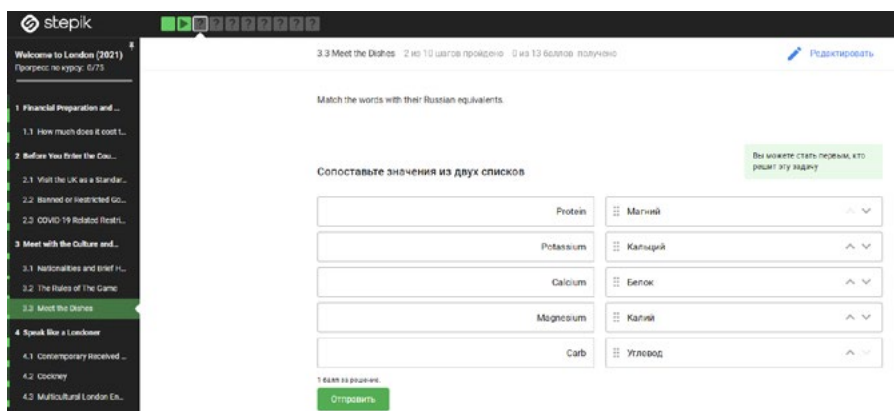 stepik
Welcome to London (2021)
Прогресс по курсу: 0/75
1 Financial Preparation and ...
1.1 How much does it cost t...
2 Before You Enter the Cou...
2.1 Visit the UK as a Standar...
2.2 Banned or Restricted Go...
2.3 COVID-19 Related Restri...
3 Meet with the Culture and...
3.1 Nationalities and Brief H...
3.2 The Rules of The Game
3.3 Meet the Dishes
4 Speak like a Londoner
4.1 Contemporary Received ...
4.2 Cockney
4.3 Multicultural London En...
3.3 Meet the Dishes 2 из 10 шагов пройдено 0 из 13 баллов получено
Редактировать
Match the words with their Russian equivalents.
Вы можете стать первым, кто
решит эту задачу
Сопоставьте значения из двух списков
Protein Магний
Potassium Кальций
Calcium Белок
Magnesium Калий
Carb Углевод
1 балл за решение.
Отправить